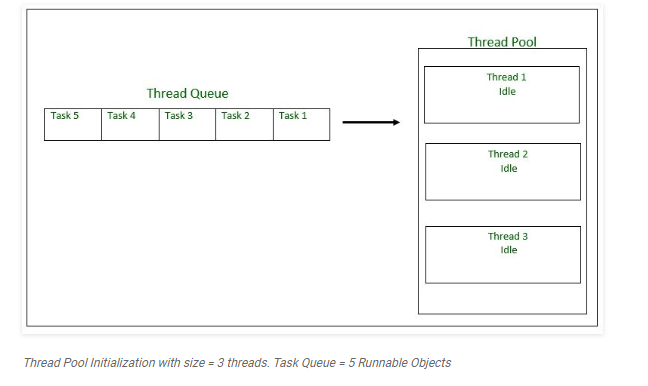 Thread Pool
Thread 1
Idle
Thread Queue
Task 5 Task 4 Task 3 Task 2 Task 1
Thread 2
Idle
Thread 3
Idle
Thread Pool Initialization with size = 3 threads. Task Queue = 5 Runnable Objects